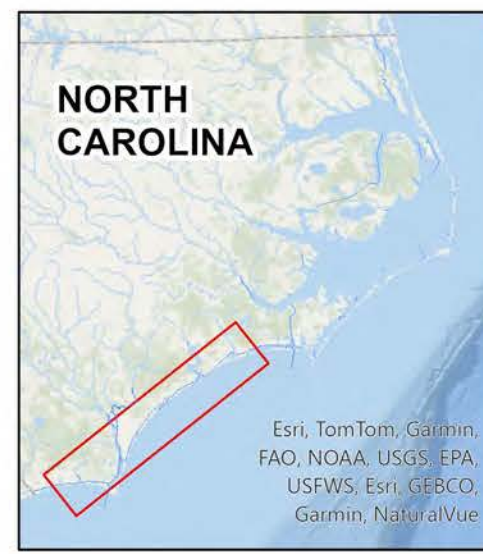 NORTH
CAROLINA
Esri, TomTom, Garmin,
FAO, NOAA, USGS, EPA,
USFWS, Esri, GEBCO,
Garmin, NaturalVue